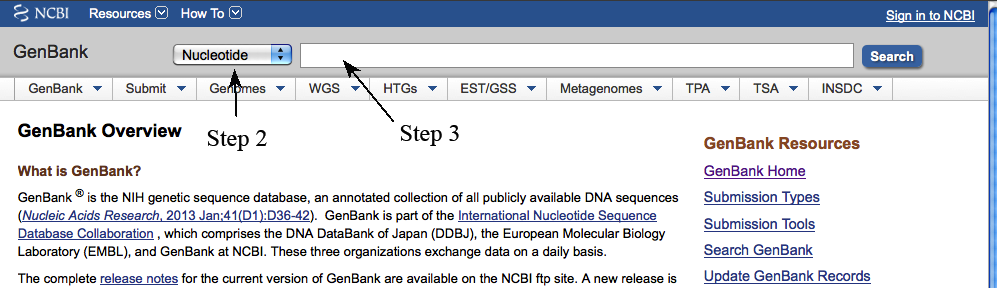 NCBI Resources How To Sign in to NCBI
GenBank Nucleotide Search
GenBank Submit Genomes WGS HTGs EST/GSS Metagenomes TPA TSA INSDC
Step 2 Step 3
GenBank Overview
What is GenBank?
GenBank ® is the NIH genetic sequence database, an annotated collection of all publicly available DNA sequences
(Nucleic Acids Research, 2013 Jan;41(D1):D36-42). GenBank is part of the International Nucleotide Sequence
Database Collaboration , which comprises the DNA DataBank of Japan (DDBJ), the European Molecular Biology
Laboratory (EMBL), and GenBank at NCBI. These three organizations exchange data on a daily basis.
The complete release notes for the current version of GenBank are available on the NCBI ftp site. A new release is
GenBank Resources
GenBank Home
Submission Types
Submission Tools
Search GenBank
Update GenBank Records